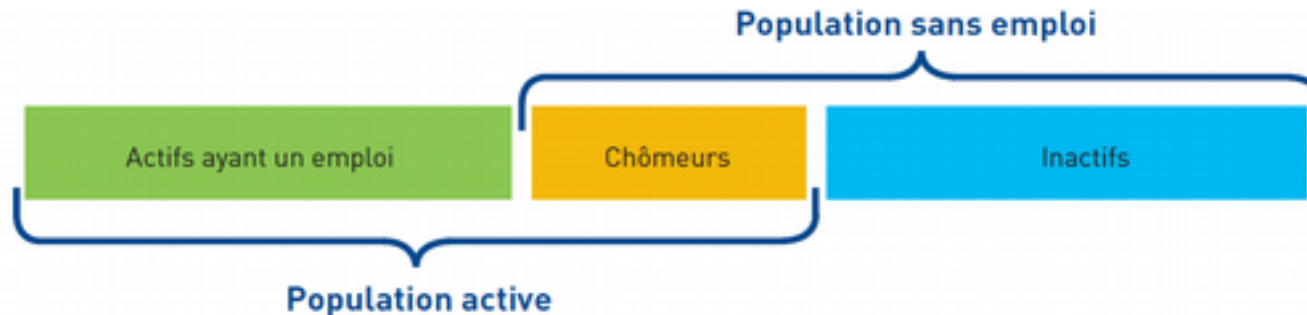 Population sans emploi
Actifs ayant un emploi
Chômeurs
Inactifs
Population active